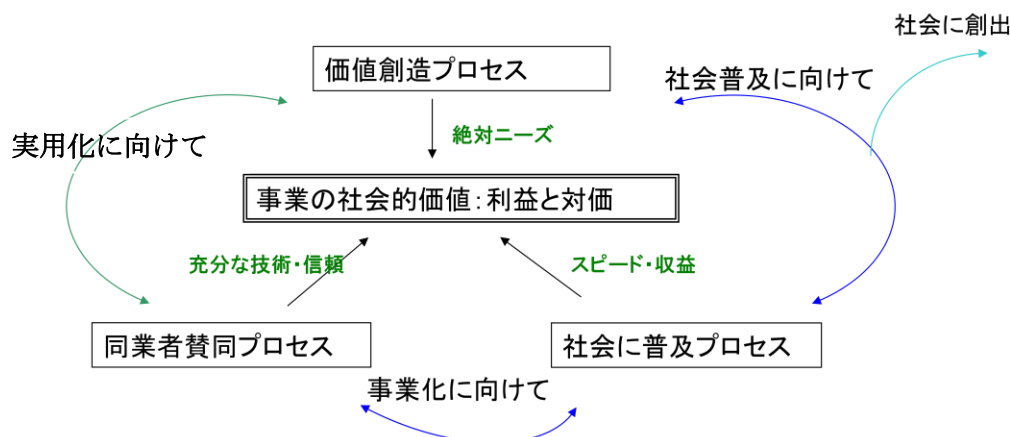 社会に創出
価値創造プロセス
社会普及に向けて
絶対ニーズ
実用化に向けて
事業の社会的価値：利益と対価
充分な技術・信頼
スピード・収益
同業者賛同プロセス
社会に普及プロセス
事業化に向けて